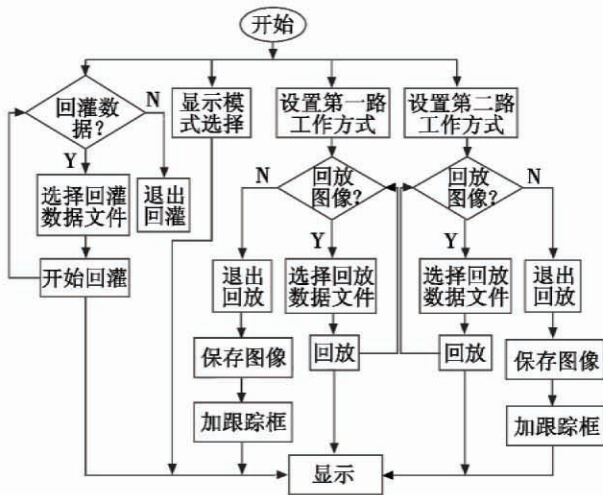 开始
回灌数
据?
N
Y
选择回灌
数据文件
退出
回灌
开始回灌
显示模
式选择
设置第一路
工作方式
回放
图像?
N
Y
退出
回放
选择回放
数据文件
保存图像
回放
加跟踪框
设置第二路
工作方式
回放
图像?
N
Y
选择回放
数据文件
退出
回放
回放
保存图像
加跟踪框
显示